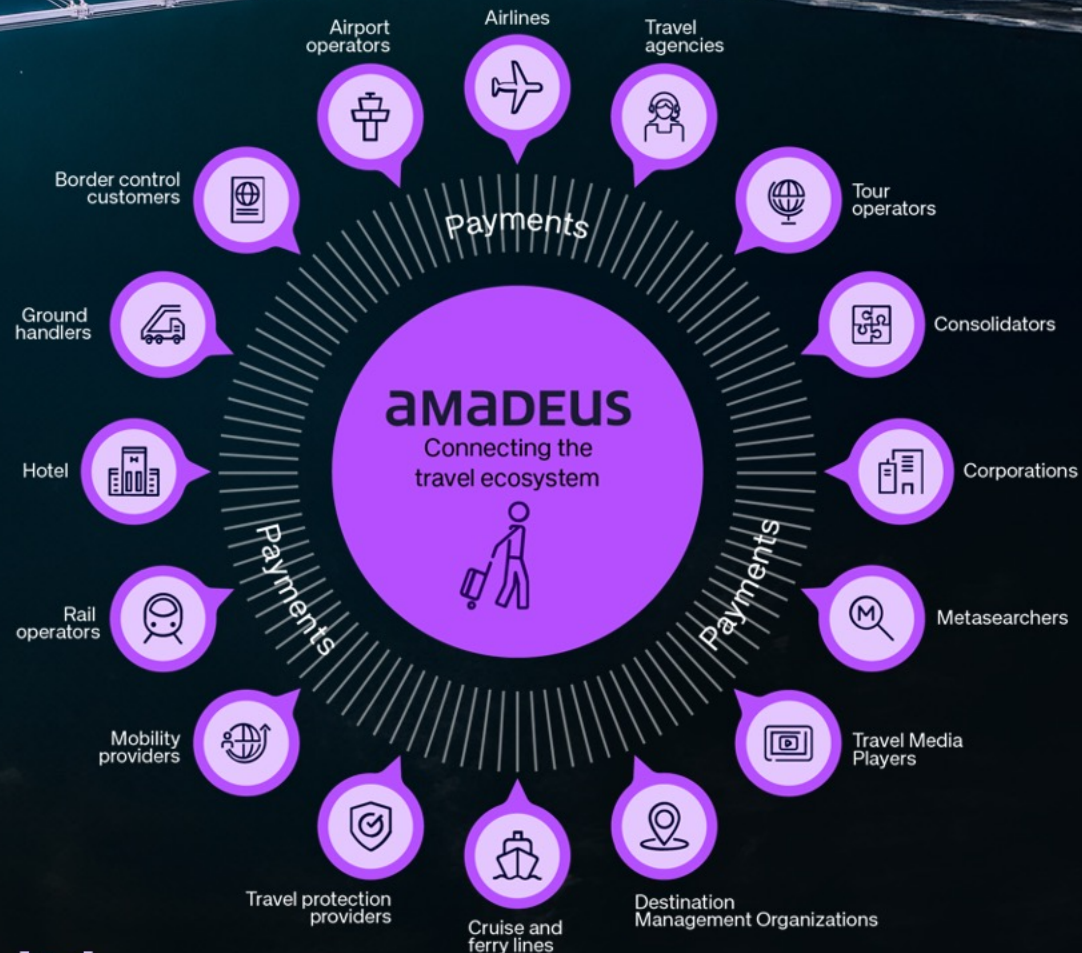 Airlines
Airport
operators
Travel
agencies
Border control
customers
Tour
operators
Payments
Ground
handlers
Consolidators
aMaDEUS
Connecting the
travel ecosystem
Hotel
Corporations
Payments
Payments
Rail
operators
Metasearchers
Mobility
providers
Travel Media
Players
Travel protection
providers
Destination
Management Organizations
Cruise and
ferry lines